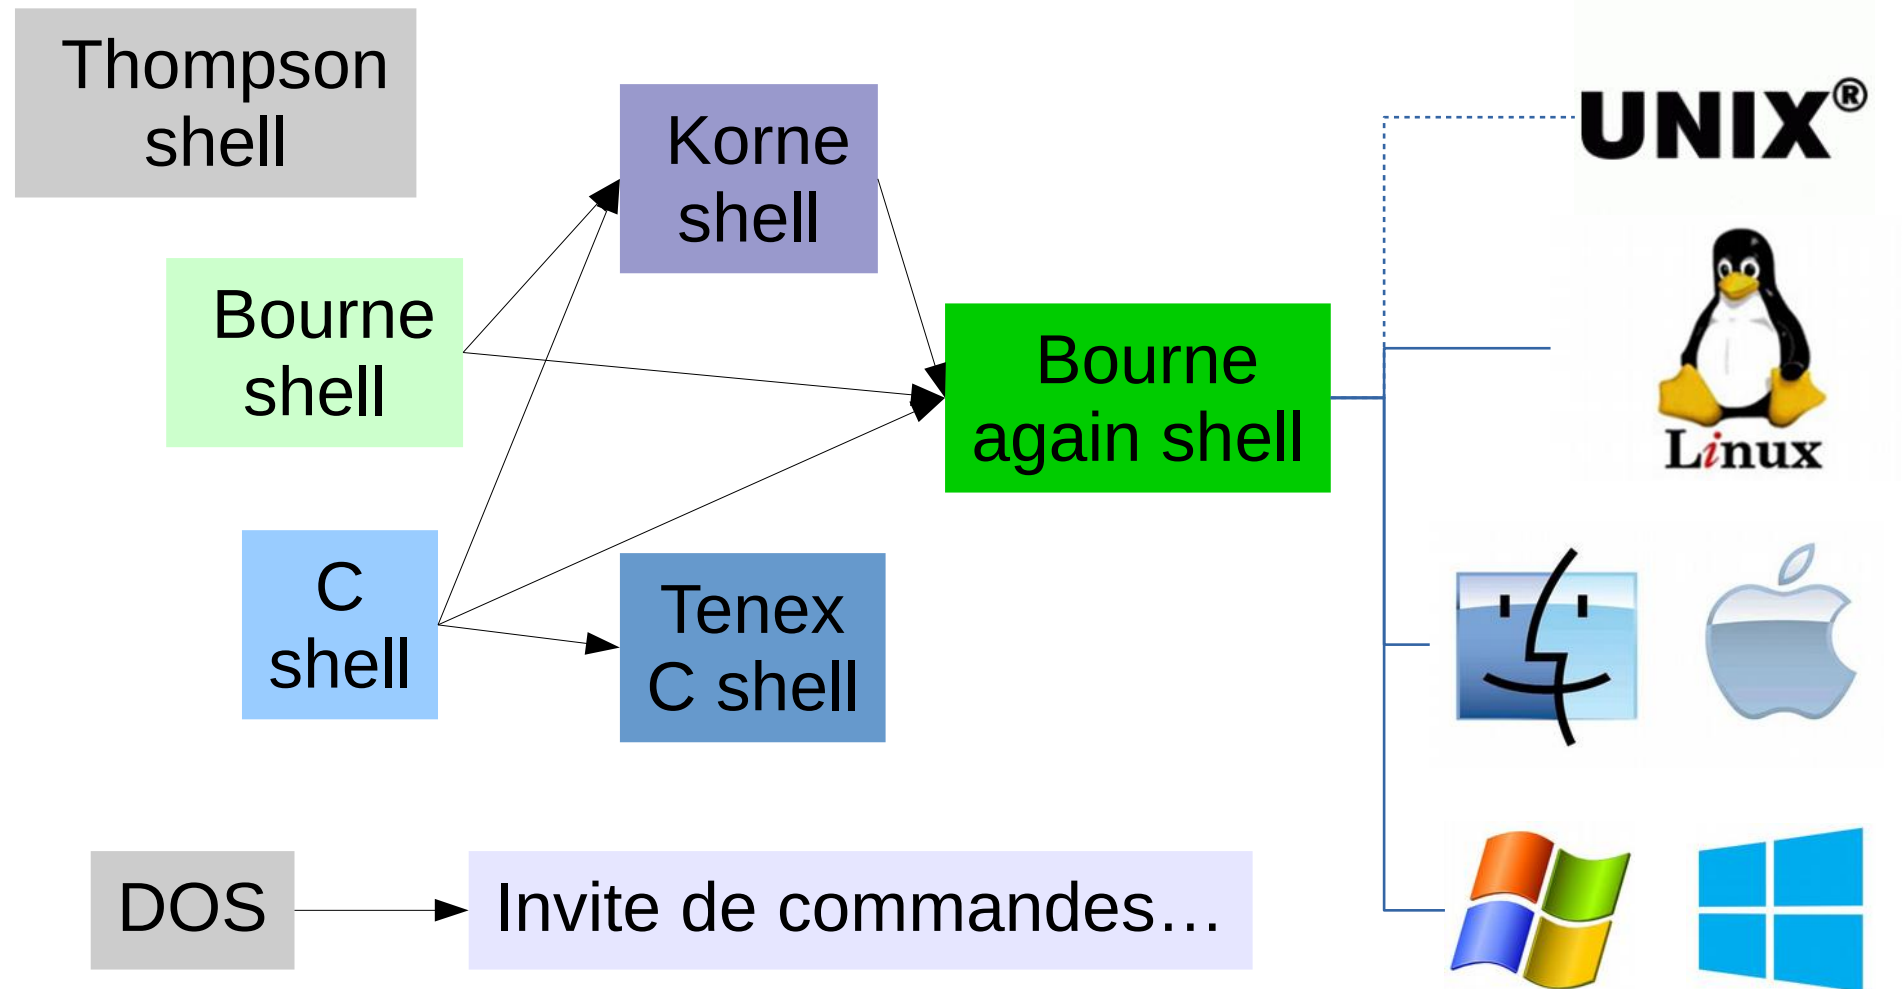 Thompson
shell
Korne
shell
UNIX®
Bourne
shell
Bourne
again shell
Linux
C
shell
Tenex
C shell
DOS
Invite de commandes…